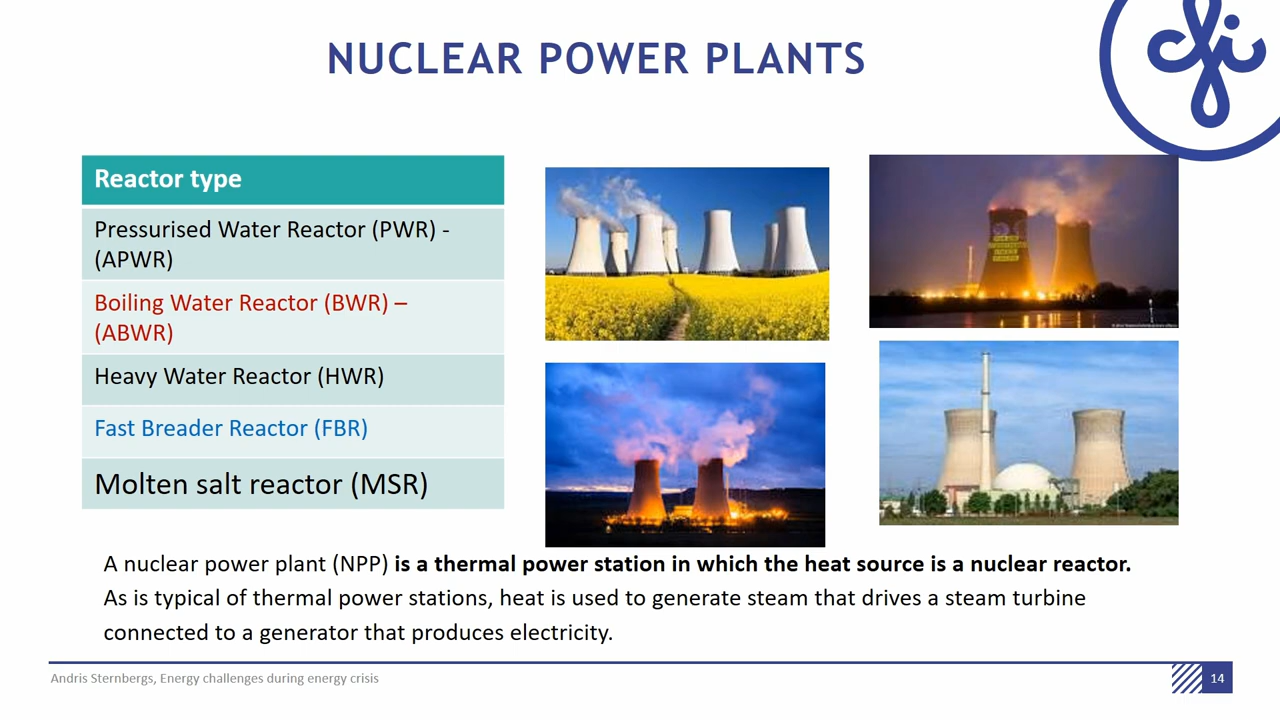 NUCLEAR POWER PLANTS
Reactor type
Pressurised Water Reactor (PWR) -
(APWR)
Boiling Water Reactor (BWR) –
(ABWR)
Heavy Water Reactor (HWR)
Fast Breader Reactor (FBR)
Molten salt reactor (MSR)
A nuclear power plant (NPP) is a thermal power station in which the heat source is a nuclear reactor.
As is typical of thermal power stations, heat is used to generate steam that drives a steam turbine
connected to a generator that produces electricity.
Andris Sternbergs, Energy challenges during energy crisis
14